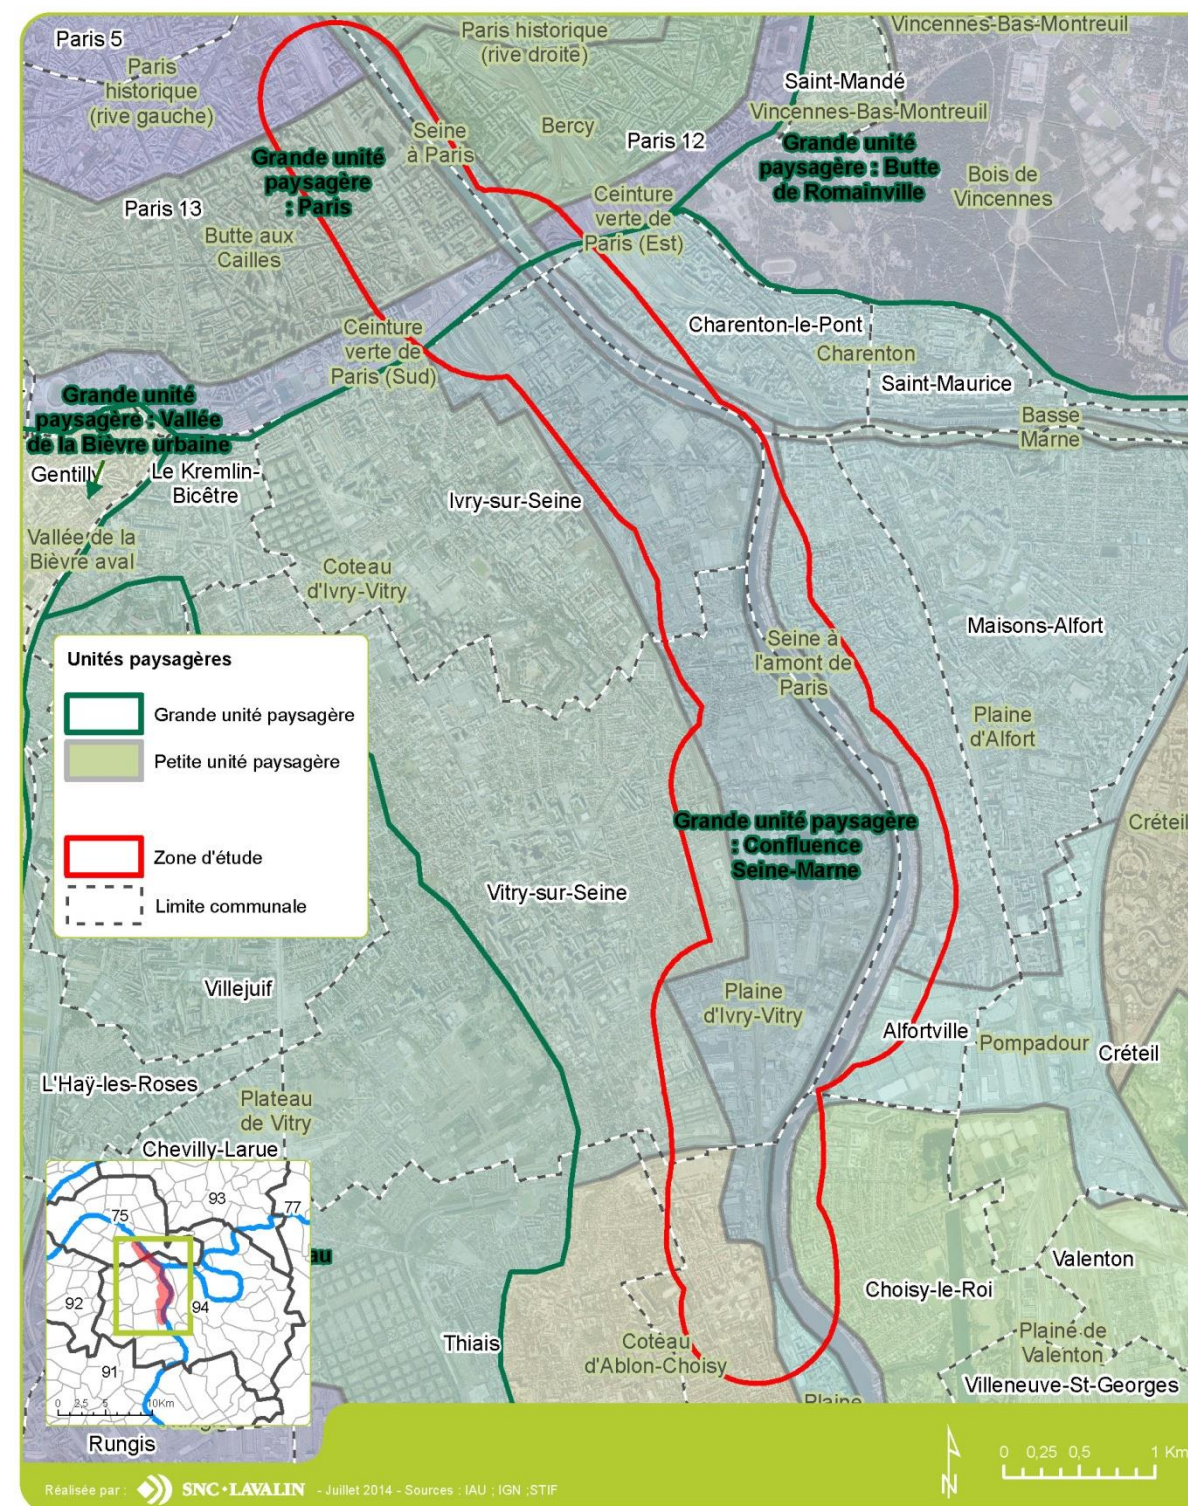 Vincennes-Bas-Montreuil
Paris 5
Paris historique
(rive droite)
Paris
historique
(rive gauche)
Saint-Mandé
Vincennes-Bas-Montreuil
Seine
à Paris
Bercy
Paris 12
Grande unité
paysagère : Butte
de Romainville
Grande unité
paysagère
: Paris
Bois de
Vincennes
Paris 13
Ceinture
verte de
Paris (Est)
Butte aux
Cailles
Charenton-le-Pont
Ceinture
verte de
Paris (Sud)
Charenton
Saint-Maurice
Grande unité
paysagère : Vallée
de la Bièvre urbaine
Basse
Marne
Gentilly
Le Kremlin-
Bicêtre
Ivry-sur-Seine
Vallée de la
Bièvre aval
Coteau
d'Ivry-Vitry
Maisons-Alfort
Seine à
l'amont de
Paris
Unités paysagères
Grande unité paysagère
Petite unité paysagère
Zone d'étude
Limite communale
Plaine
d'Alfort
Grande unité paysagère
: Confluence
Seine-Marne
Créteil
Vitry-sur-Seine
Villejuif
Plaine
d'Ivry-Vitry
Alfortville
Pompadour
Créteil
L'Haÿ-les-Roses
Plateau
de Vitry
Chevilly-Larue
93
77
75
92
94
91
0 2,5 5 10Km
au
Valenton
Choisy-le-Roi
Thiais
Coteau
d'Ablon-Choisy
Plaine de
Valenton
Villeneuve-St-Georges
Plaine
Rungis
Rungis
N
0 0,25 0,5 1 Km
Réalisée par : SNC•LAVALIN - Juillet 2014 - Sources : IAU ; IGN ;STIF